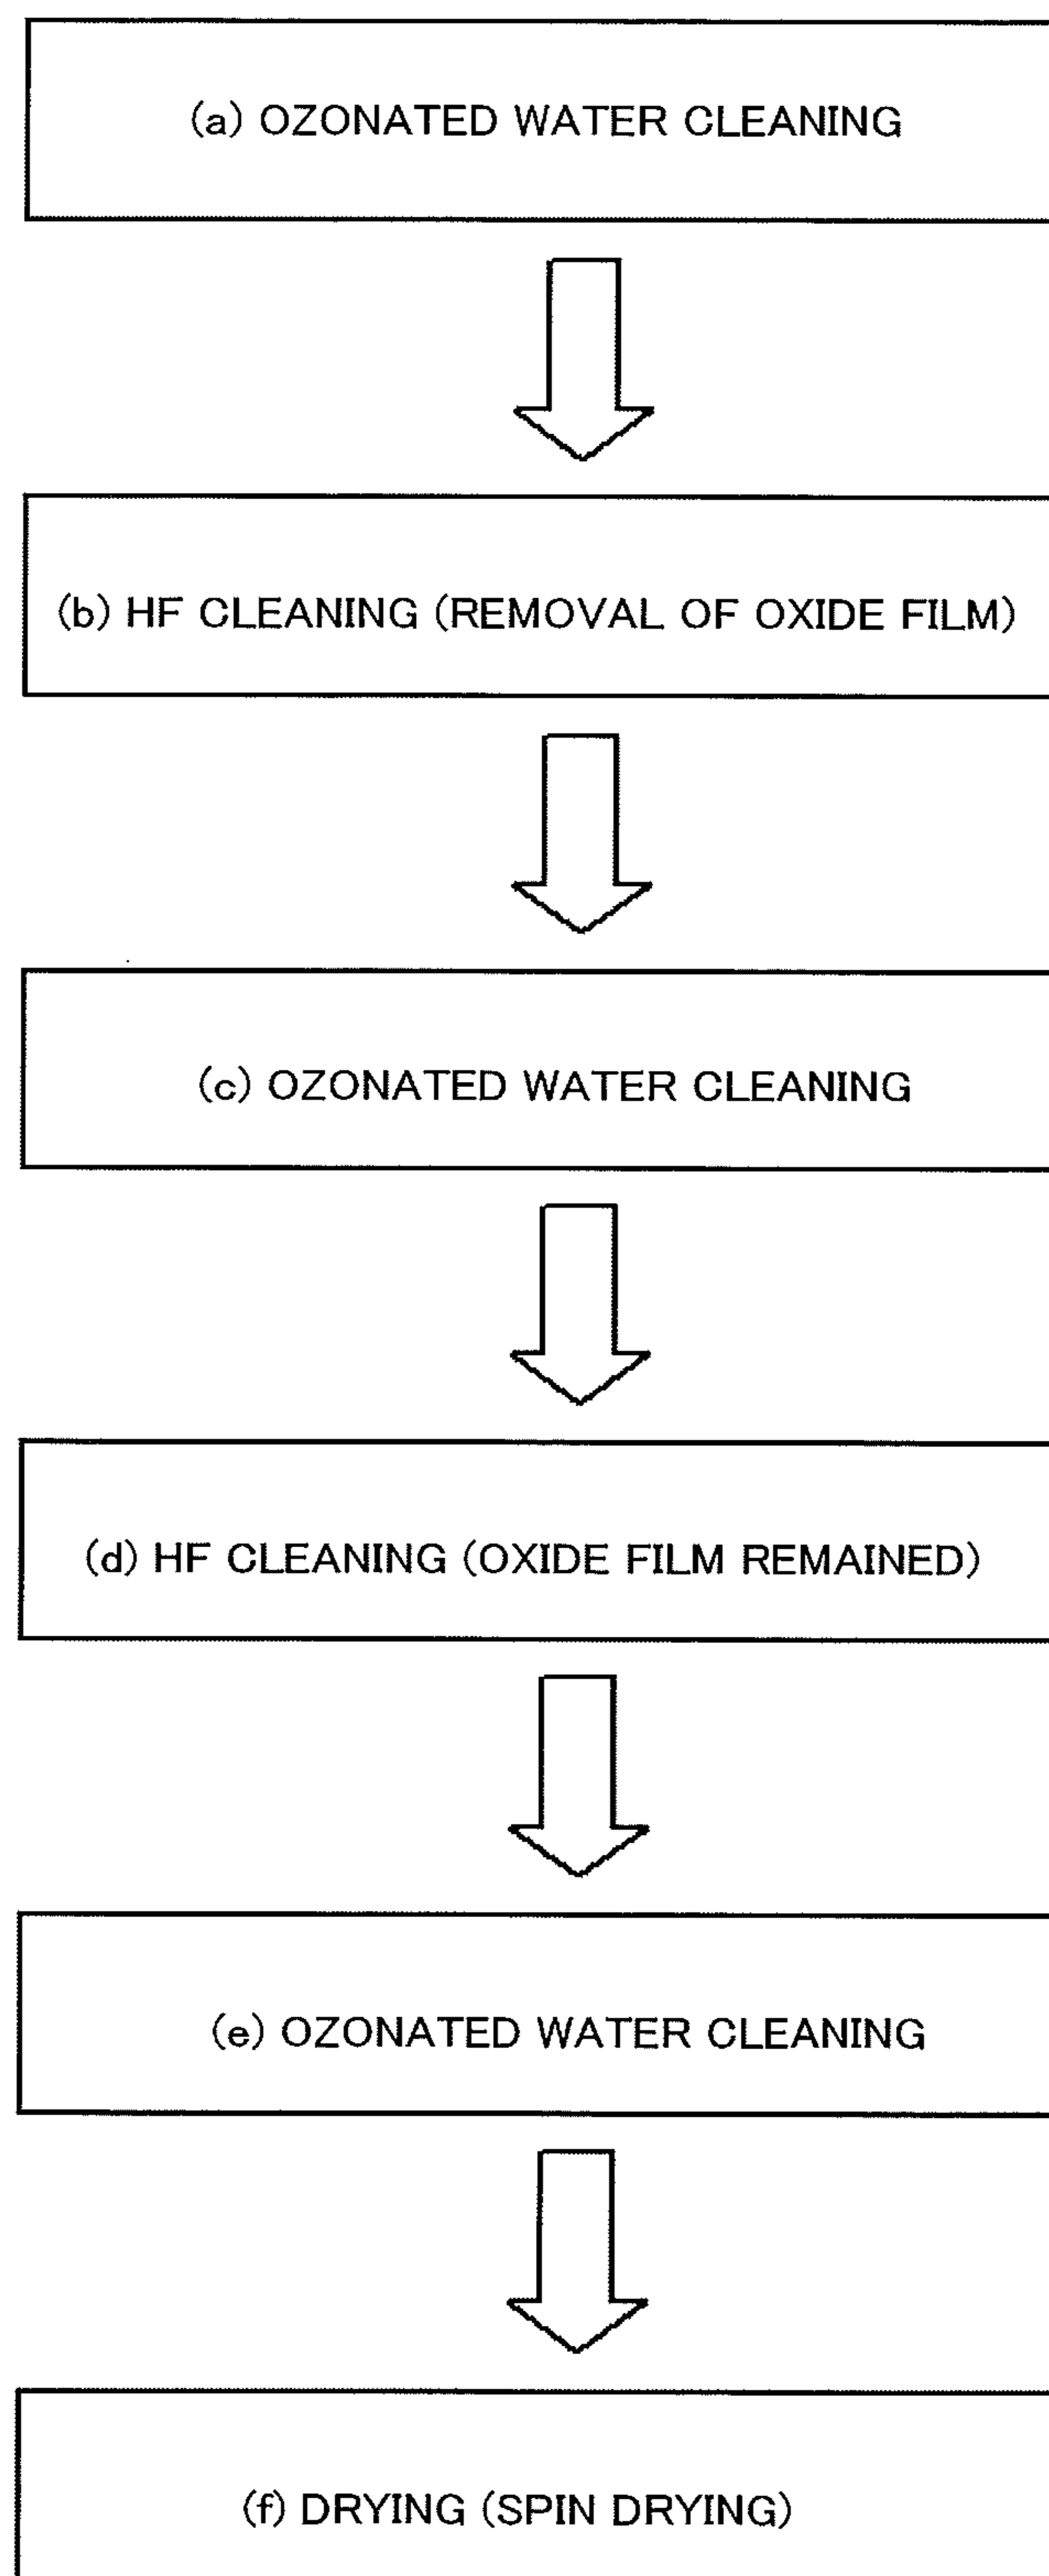 (a) OZONATED WATER CLEANING
(b) HF CLEANING (REMOVAL OF OXIDE FILM)
(c) OZONATED WATER CLEANING
(d) HF CLEANING (OXIDE FILM REMAINED)
(e) OZONATED WATER CLEANING
(f) DRYING (SPIN DRYING)